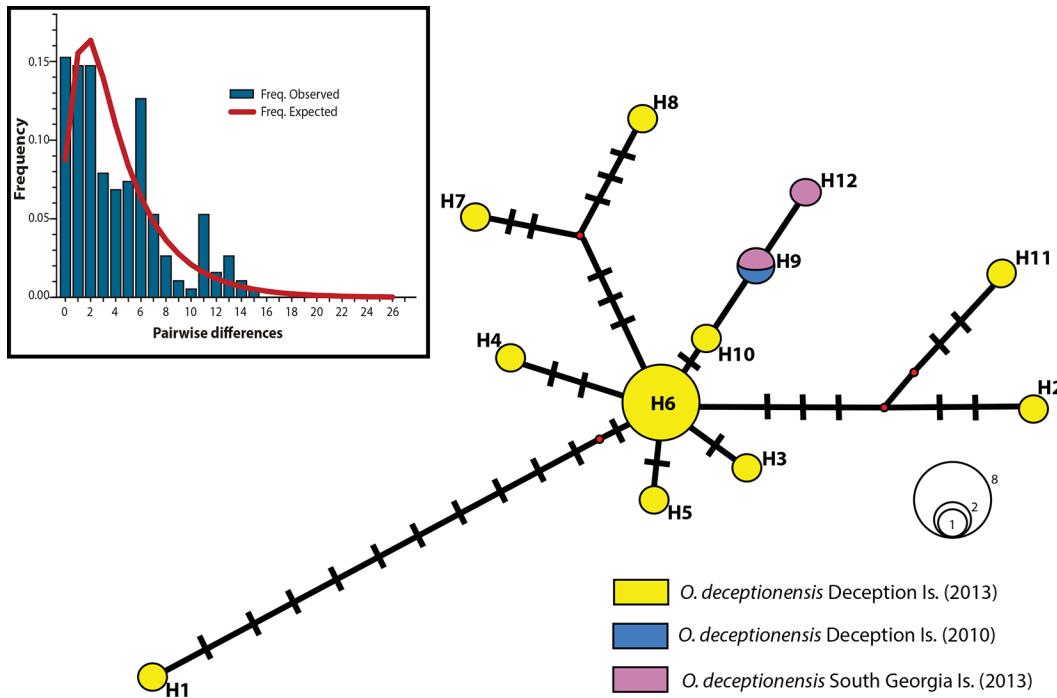 Frequency
0.15
0.10
0.05
0.00
Freq. Observed
Freq. Expected
0 2 4 6 8 10 12 14 16 18 20 22 24 26
Pairwise differences
H8
H12
H7
H9
H11
H4
H10
H6
H2
H3
H5
H1
8
2
1
O. deceptionensis Deception Is. (2013)
O. deceptionensis Deception Is. (2010)
O. deceptionensis South Georgia Is. (2013)